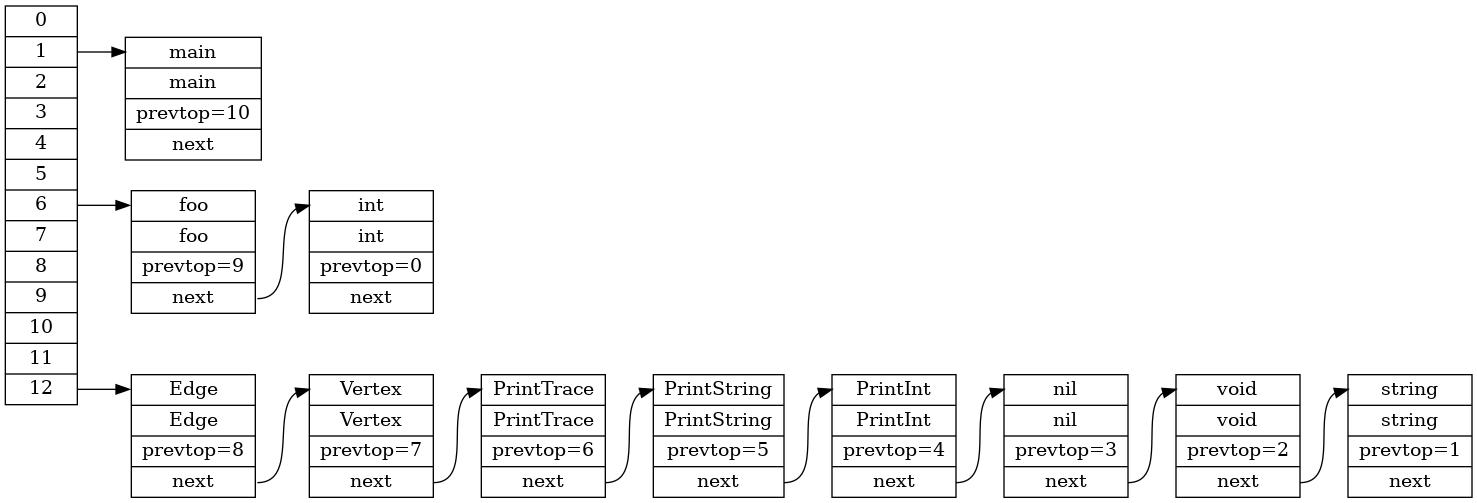 0
1
2
3
4
5
6
7
8
9
10
11
12
main
main
prevtop=10
next
foo
foo
prevtop=9
next
int
int
prevtop=0
next
Edge
Edge
prevtop=8
next
Vertex
Vertex
prevtop=7
next
PrintTrace
PrintTrace
prevtop=6
next
PrintString
PrintString
prevtop=5
next
PrintInt
PrintInt
prevtop=4
next
nil
nil
prevtop=3
next
void
void
prevtop=2
next
string
string
prevtop=1
next